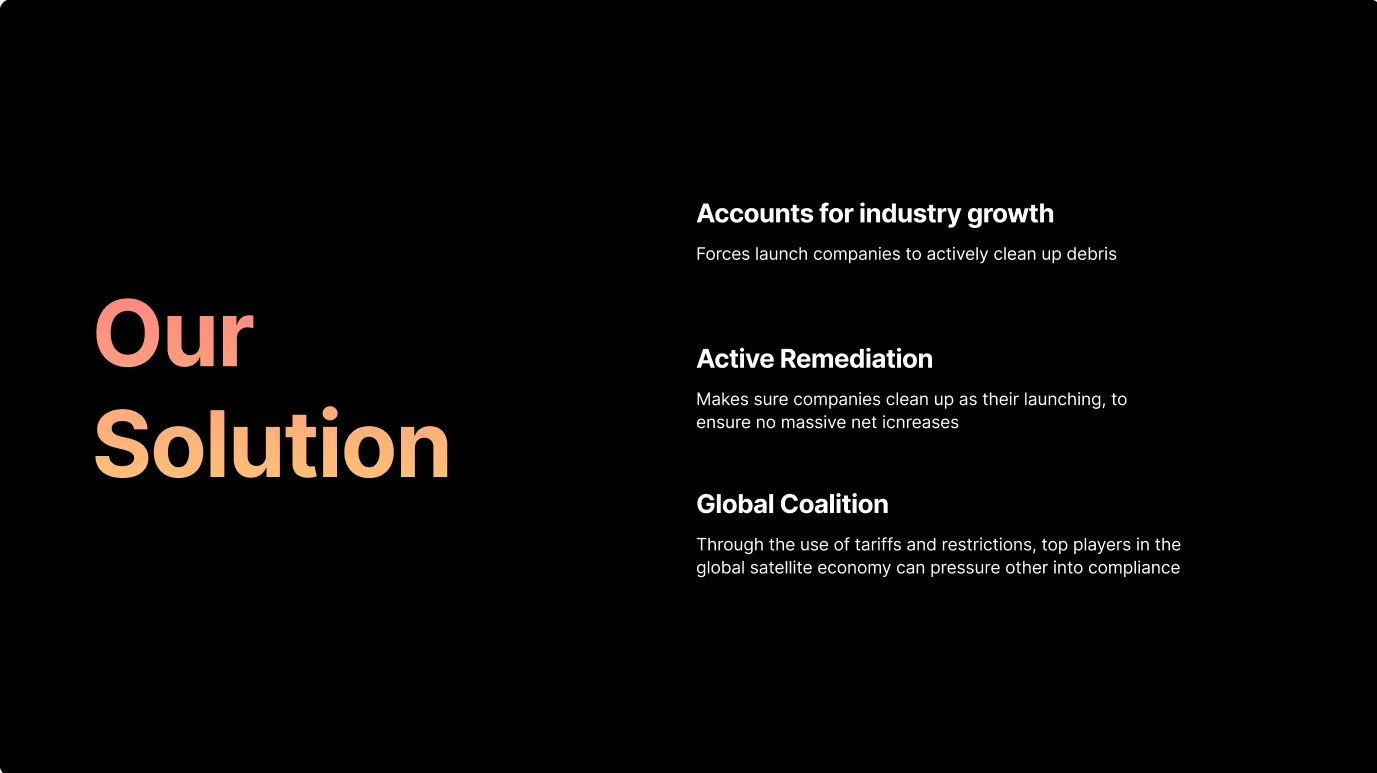 Our
Solution
Accounts for industry growth
Forces launch companies to actively clean up debris
Active Remediation
Makes sure companies clean up as their launching, to
ensure no massive net icnreases
Global Coalition
Through the use of tariffs and restrictions, top players in the
global satellite economy can pressure other into compliance